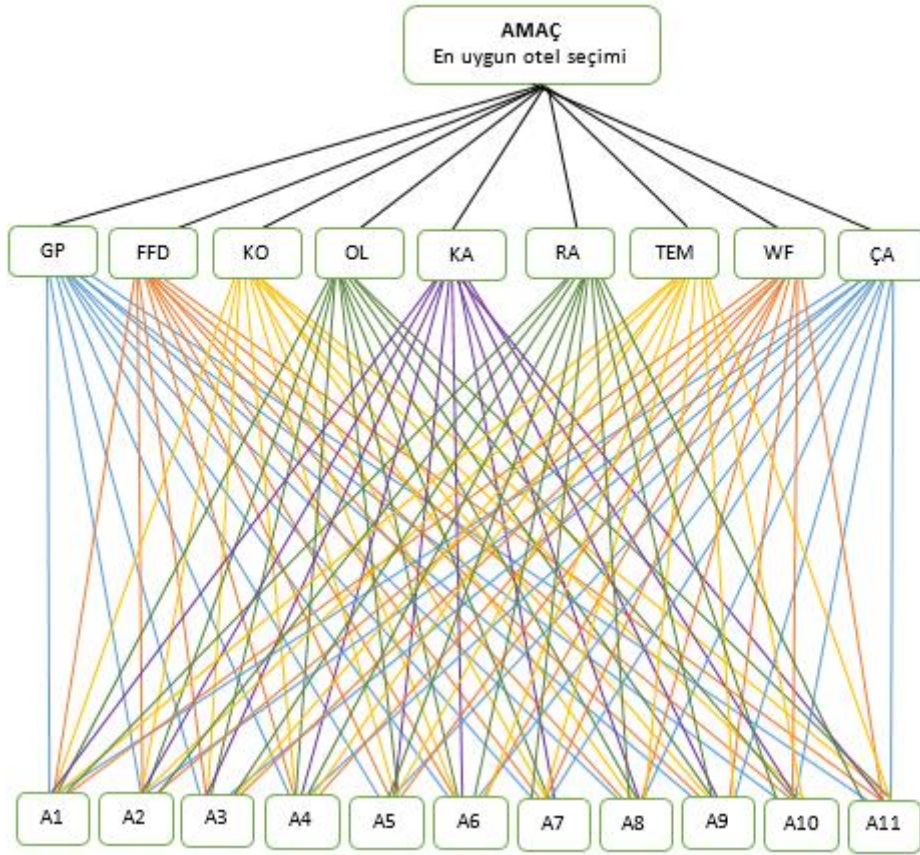 AMAÇ
En uygun otel seçimi
GP FFD KO OL KA RA TEM WF ÇA
A1 A2 A3 A4 A5 A6 A7 A8 A9 A10 A11